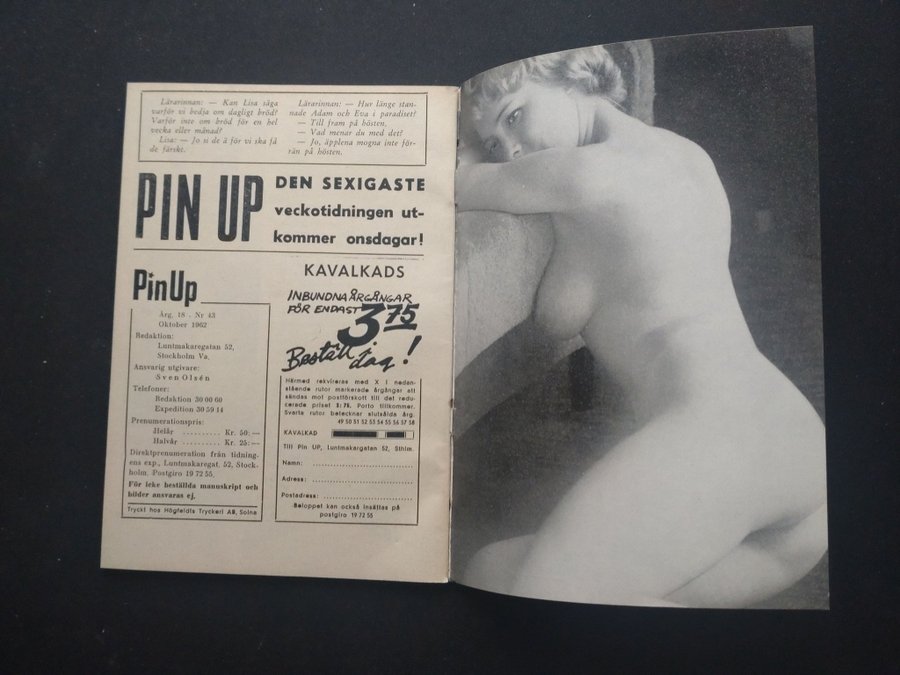 Lärarinnan: — Kan Lisa säga
varför vi bedja om dagligt bröd?
Varför inte om bröd för en hel
vecka eller månad?
Lisa: — Jo si de ä för vi ska få
de färskt.
Lärarinnan: — Hur länge stan-
nade Adam och Eva i paradiset?
— Till fram på hösten.
— Vad menar du med det?
— Jo, äpplena mogna inte för-
rän på hösten.
PIN UP
DEN SEXIGASTE
veckotidningen ut-
kommer onsdagar!
PinUp
Årg. 18 - Nr 43
Oktober 1962
Redaktion:
Luntmakaregatan 52,
Stockholm Va.
Ansvarig utgivare:
Sven Olsén
Telefoner:
Redaktion 30 00 60
Expedition 30 59 14
Prenumerationspris:
Helår .......... Kr. 50:—
Halvår .......... Kr. 25:—
Direktprenumeration från tidning-
ens exp., Luntmakaregat. 52, Stock-
holm. Postgiro 19 72 55.
För icke beställda manuskript och
bilder ansvaras ej.
Tryckt hos Högfeldts Tryckeri AB, Solna
KAVALKADS
INBUNDNA ÅRGÅNGAR
FÖR ENDAST 3 75
Beställ i dag!
Härmed rekvireras med X i nedan-
stående rutor markerade årgångar att
sändas mot postförskott till det redu-
cerade priset 3:75. Porto tillkommer.
Svarta rutor betecknar slutsålda årg.
49 50 51 52 53 54 55 56 57 58
KAVALKAD
Till Pin UP, Luntmakargatan 52, Sthlm.
Namn: ..............................
Adress: ..............................
Postadress: ..............................
Beloppet kan också insättas på
postgiro 19 72 55